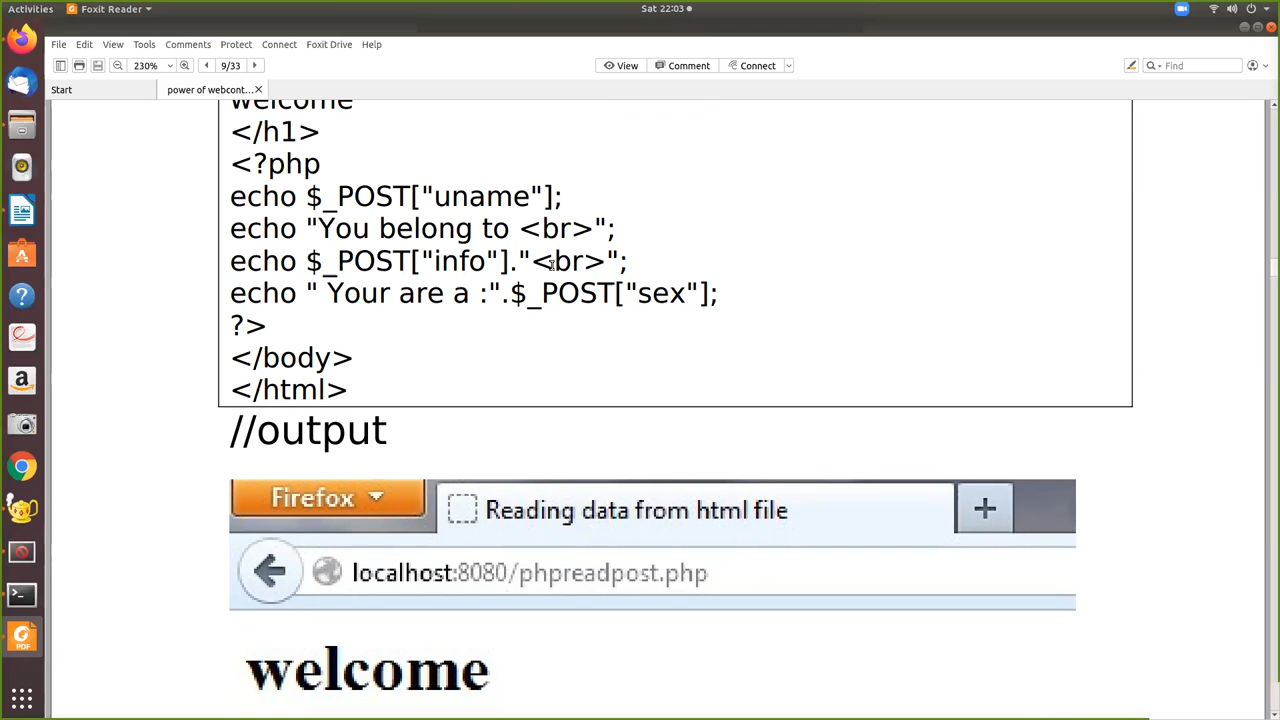 Activities Foxit Reader Sat 22:03
File Edit View Tools Comments Protect Connect Foxit Drive Help
230% 9/33 View Comment Connect Find
Start power of webcont...
welcome
</h1>
<?php
echo $_POST["uname"];
echo "You belong to <br>";
echo $_POST["info"]."<br>";
echo " Your are a :".$_POST["sex"];
?>
</body>
</html>
//output
Firefox Reading data from html file
localhost:8080/phpreadpost.php
welcome